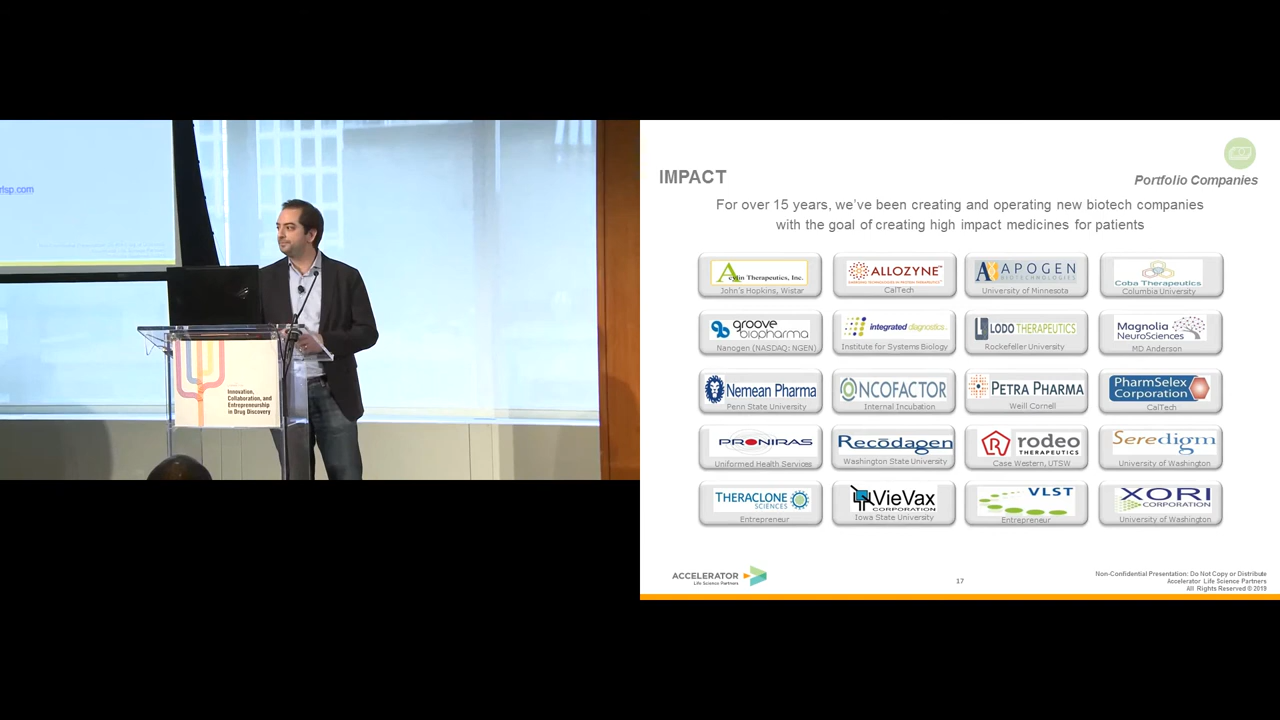 rlsp.com
Innovation,
Collaboration, and
Entrepreneurship
in Drug Discovery
IMPACT
Portfolio Companies
For over 15 years, we've been creating and operating new biotech companies
with the goal of creating high impact medicines for patients
Acylin Therapeutics, Inc.
John's Hopkins, Wistar
ALLOZYNE™
CalTech
APOGEN
BIOTECHNOLOGIES
University of Minnesota
Coba Therapeutics
Columbia University
groove
biopharma
Nanogen (NASDAQ: NGEN)
integrated diagnostics
Institute for Systems Biology
LODO THERAPEUTICS
Rockefeller University
Magnolia
NeuroSciences
MD Anderson
Nemean Pharma
Penn State University
ONCOFACTOR
Internal Incubation
PETRA PHARMA
Weill Cornell
PharmSelex
Corporation
CalTech
PRONIRAS
Uniformed Health Services
Recōdagen
Washington State University
rodeo
THERAPEUTICS
Case Western, UTSW
Seredigm
University of Washington
THERACLONE
SCIENCES
Entrepreneur
VieVax
CORPORATION
Iowa State University
VLST
Entrepreneur
XORI
CORPORATION
University of Washington
ACCELERATOR
Life Science Partners
17
Non-Confidential Presentation: Do Not Copy or Distribute
Accelerator Life Science Partners
All Rights Reserved © 2019